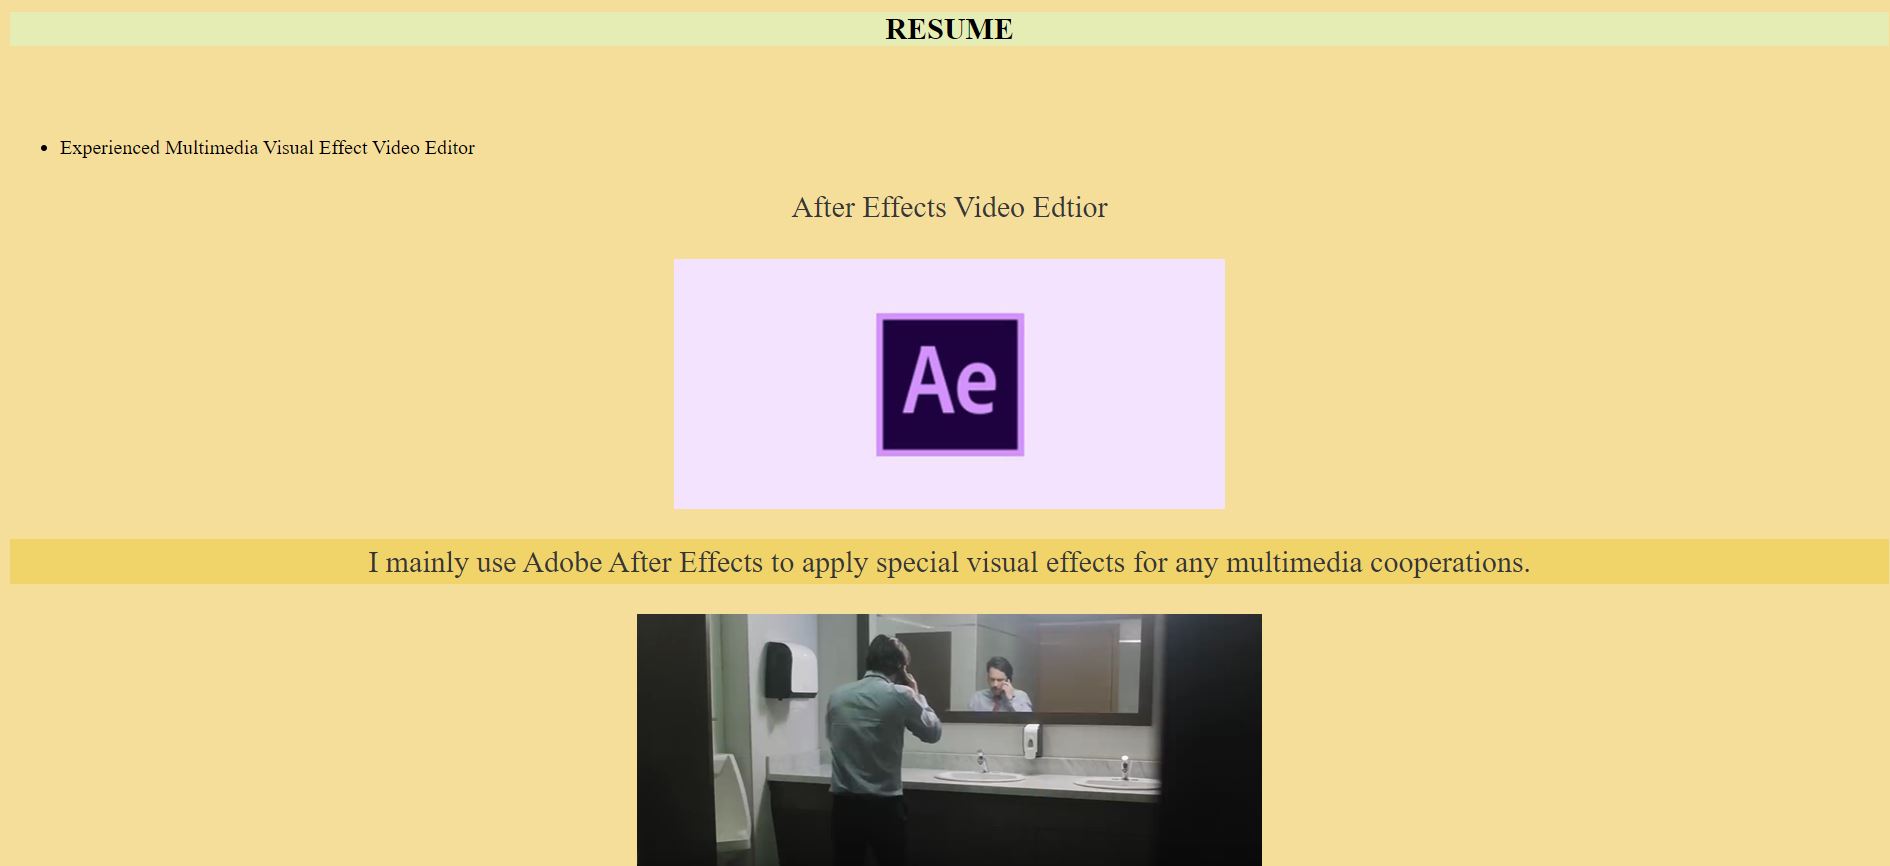 RESUME
Experienced Multimedia Visual Effect Video Editor
After Effects Video Edtior
Ae
I mainly use Adobe After Effects to apply special visual effects for any multimedia cooperations.